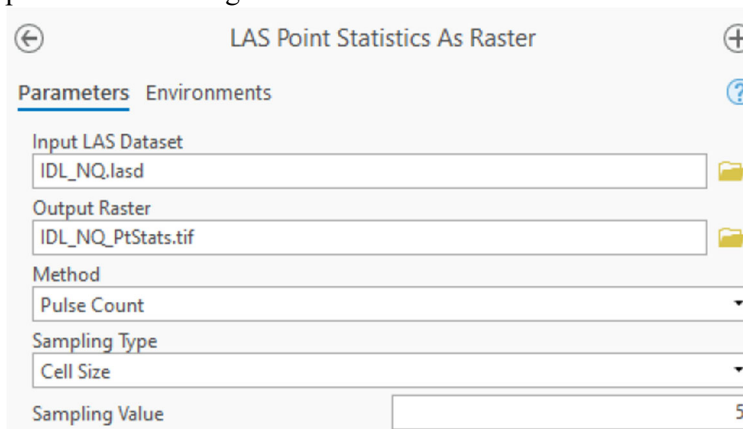 LAS Point Statistics As Raster
Parameters Environments
Input LAS Dataset
IDL_NQ.lasd
Output Raster
IDL_NQ_PtStats.tif
Method
Pulse Count
Sampling Type
Cell Size
Sampling Value 5